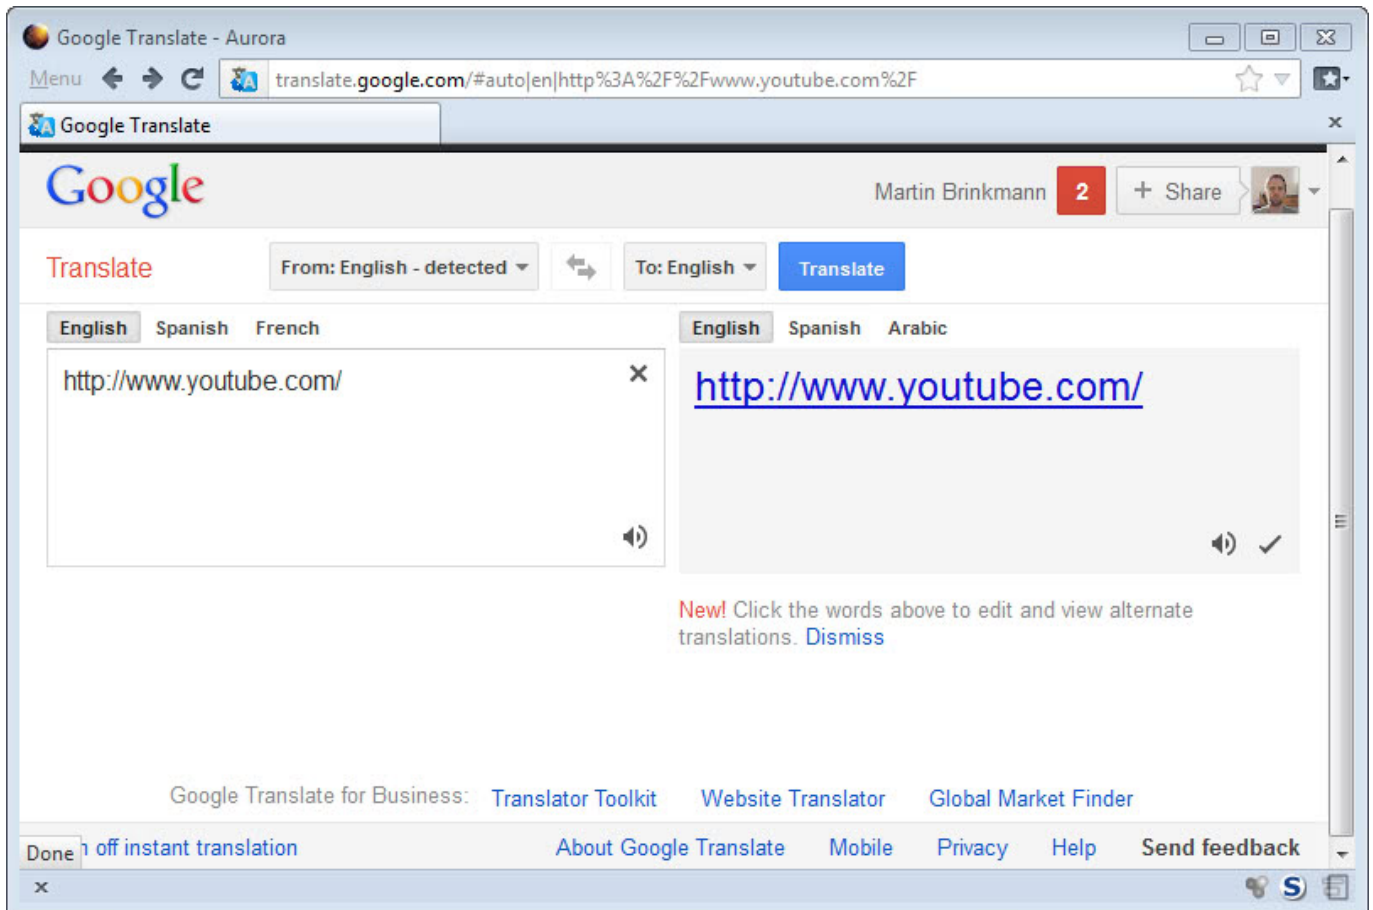 Google Translate - Aurora
Menu
translate.google.com/#auto|en|http%3A%2F%2Fwww.youtube.com%2F
Google Translate
Google
Martin Brinkmann 2 + Share
Translate From: English - detected To: English Translate
English Spanish French English Spanish Arabic
http://www.youtube.com/
http://www.youtube.com/
New! Click the words above to edit and view alternate
translations. Dismiss
Google Translate for Business: Translator Toolkit Website Translator Global Market Finder
Done off instant translation About Google Translate Mobile Privacy Help Send feedback
S